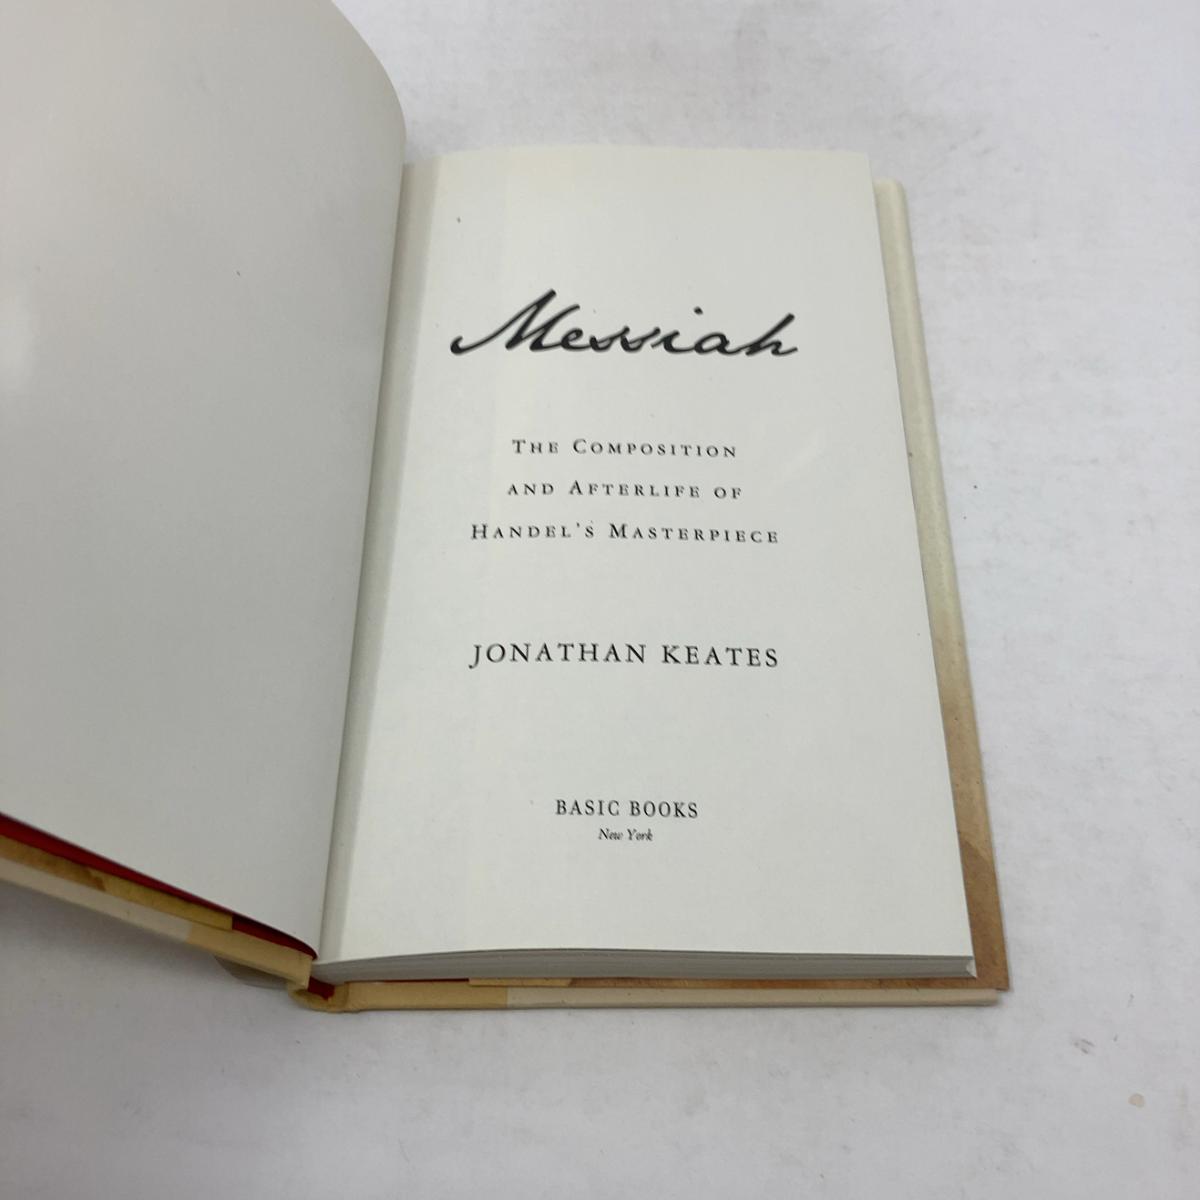 Messiah
The Composition
and Afterlife of
Handel's Masterpiece
JONATHAN KEATES
BASIC BOOKS
New York